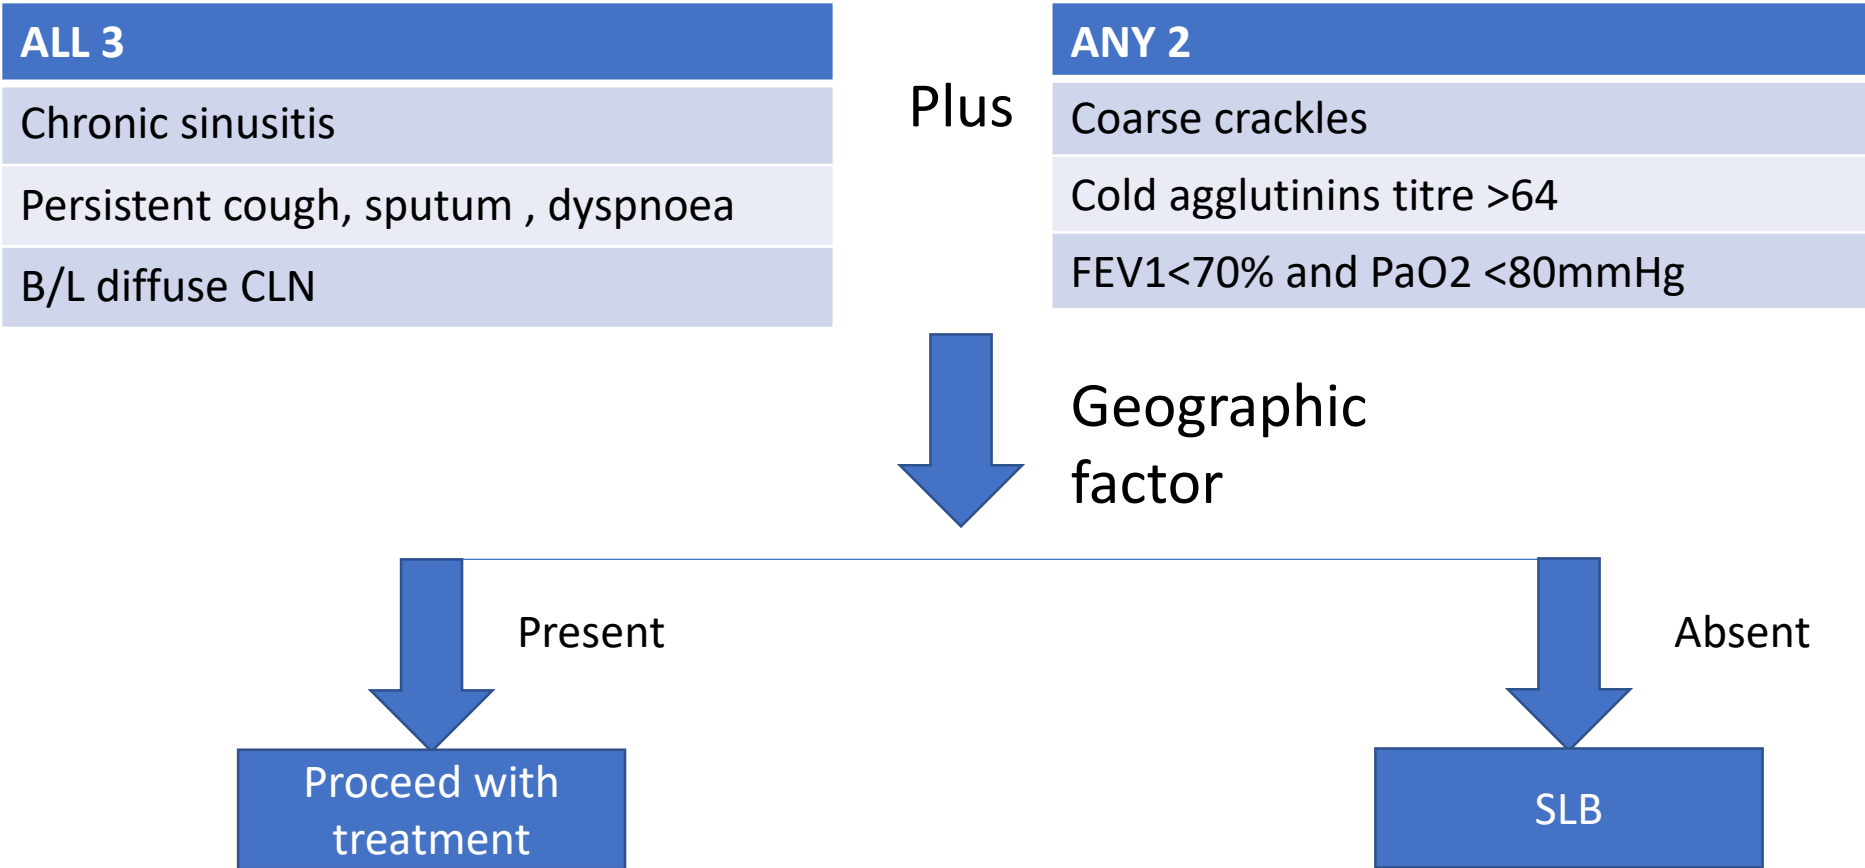 ALL 3
Chronic sinusitis
Persistent cough, sputum , dyspnoea
B/L diffuse CLN
Plus
ANY 2
Coarse crackles
Cold agglutinins titre >64
FEV1<70% and PaO2 <80mmHg
Geographic
factor
Present
Absent
Proceed with
treatment
SLB